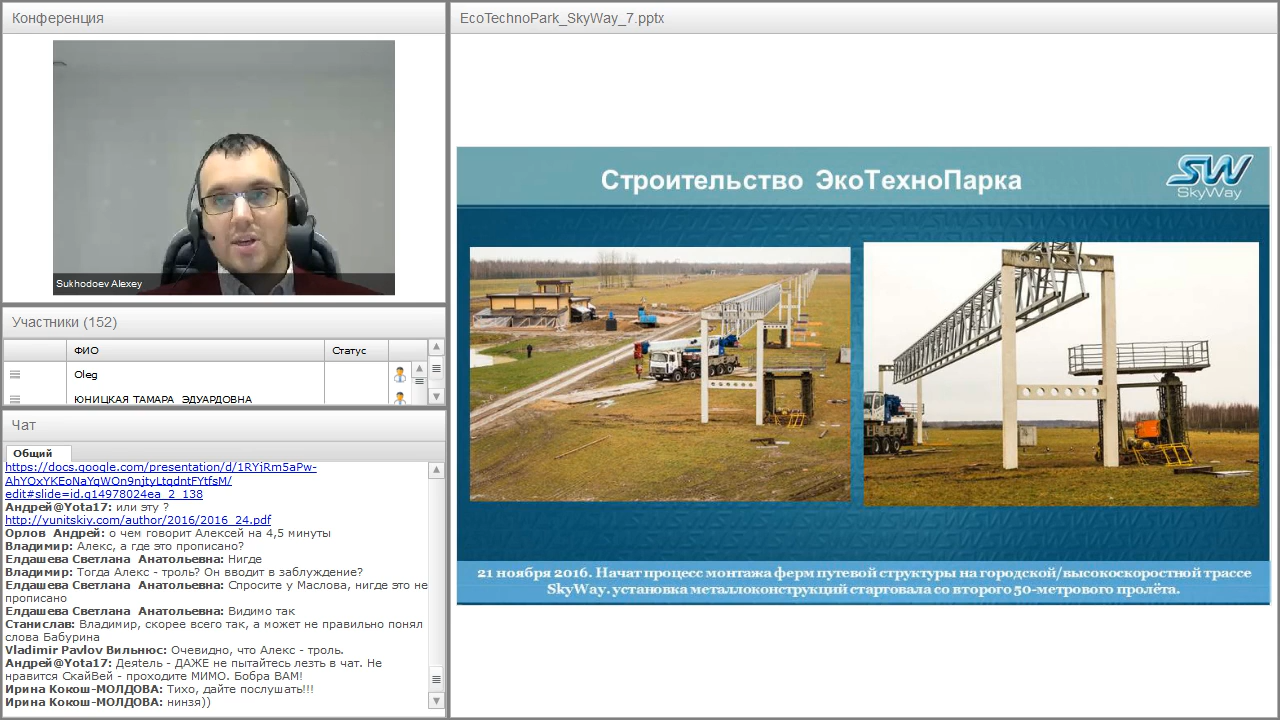 Конференция
Sukhodoev Alexey
Участники (152)
ФИО
Статус
Oleg
ЮНИЦКАЯ ТАМАРА ЭДУАРДОВНА
Чат
Общий
https://docs.google.com/presentation/d/1RYjRm5aPw-
AhYOxYKEoNaYgWOn9njtyLtgdntFYtfsM/
edit#slide=id.g14978024ea_2_138
Андрей@Yota17: или эту ?
http://yunitskiy.com/author/2016/2016_24.pdf
Орлов Андрей: о чем говорит Алексей на 4,5 минуты
Владимир: Алекс, а где это прописано?
Елдашева Светлана Анатольевна: Нигде
Владимир: Тогда Алекс - троль? Он вводит в заблуждение?
Елдашева Светлана Анатольевна: Спросите у Маслова, нигде это не
прописано
Елдашева Светлана Анатольевна: Видимо так
Станислав: Владимир, скорее всего так, а может не правильно понял
слова Бабурина
Vladimir Pavlov Вильнюс: Очевидно, что Алекс - троль.
Андрей@Yota17: Деятель - ДАЖЕ не пытайтесь лезть в чат. Не
нравится СкайВей - проходите МИМО. Бобра ВАМ!
Ирина Кокош-МОЛДОВА: Тихо, дайте послушать!!!
Ирина Кокош-МОЛДОВА: нинзя))
EcoTechnoPark_SkyWay_7.pptx
Строительство ЭкоТехноПарка
SW
SkyWay
21 ноября 2016. Начат процесс монтажа ферм путевой структуры на городской/высокоскоростной трассе
SkyWay. установка металлоконструкций стартовала со второго 50-метрового пролёта.